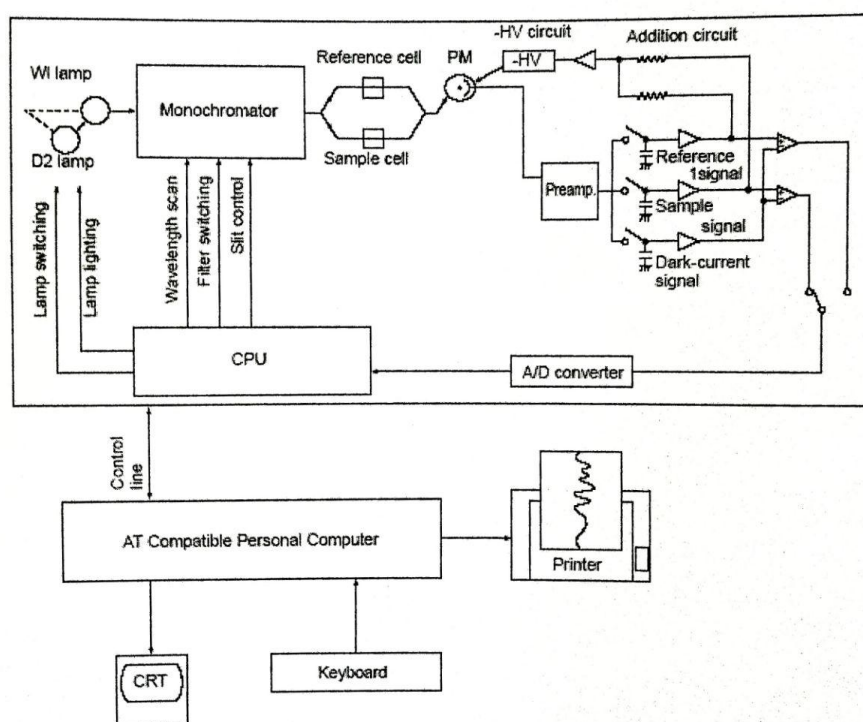 -HV circuit
Addition circuit
Reference cell
PM
-HV
WI lamp
Monochromator
D2 lamp
Sample cell
Preamp.
Reference
1signal
Sample
signal
Dark-current
signal
Lamp switching
Lamp lighting
Wavelength scan
Filter switching
Slit control
CPU
A/D converter
Control
line
AT Compatible Personal Computer
Printer
CRT
Keyboard